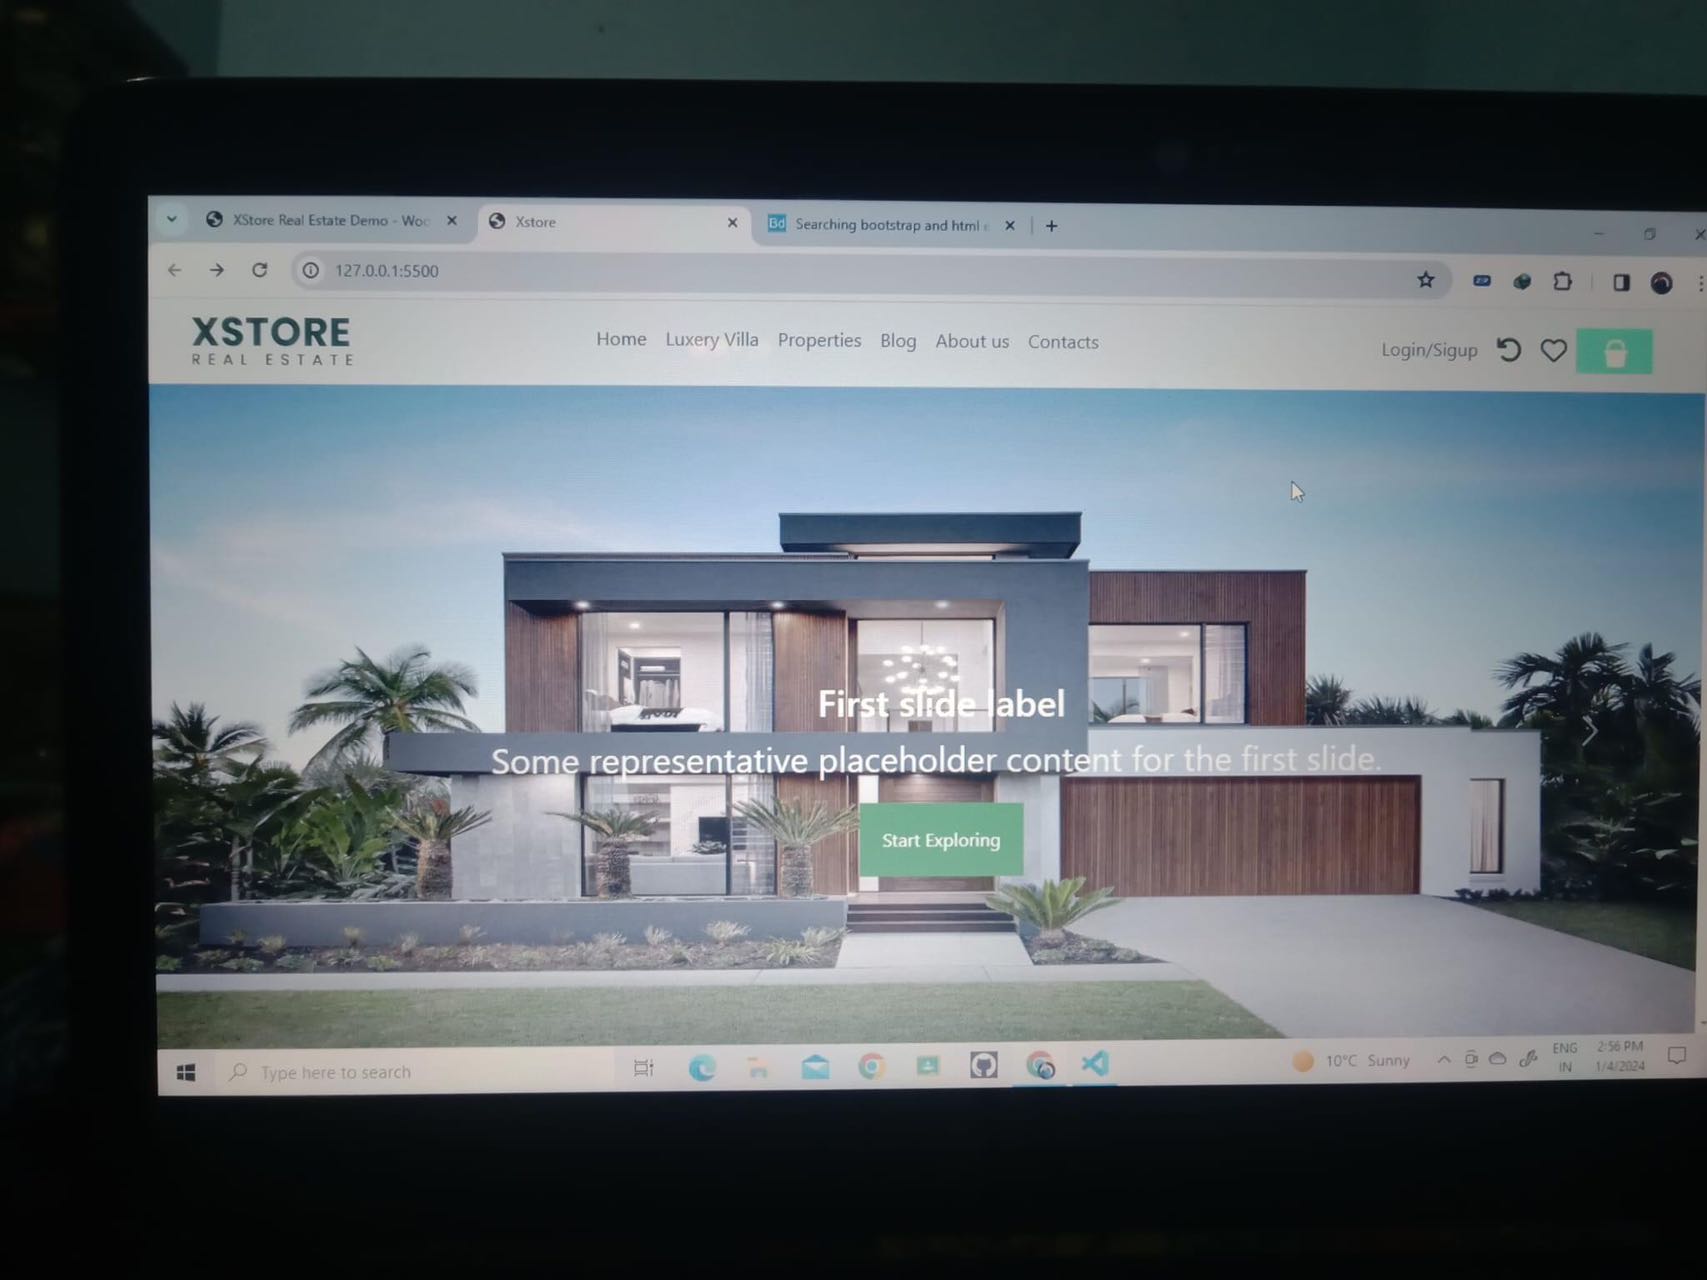 XStore Real Estate Demo - Woo
Xstore
Bd Searching bootstrap and html
127.0.0.1:5500
XSTORE
REAL ESTATE
Home Luxery Villa Properties Blog About us Contacts
Login/Sigup
First slide label
Some representative placeholder content for the first slide.
Start Exploring
Type here to search
10°C Sunny
ENG
IN
2:56 PM
1/4/2024